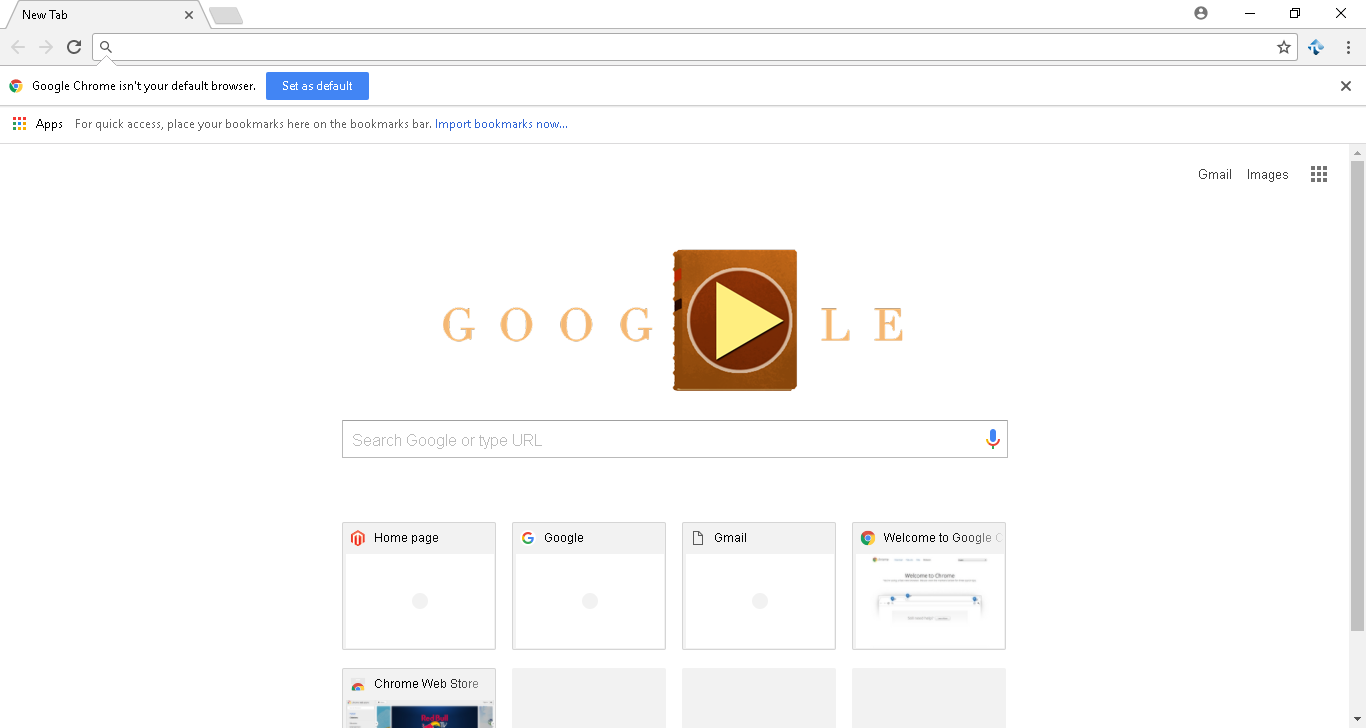 New Tab
Google Chrome isn't your default browser. Set as default
Apps For quick access, place your bookmarks here on the bookmarks bar. Import bookmarks now...
Gmail Images
G O O G L E
Search Google or type URL
Home page Google Gmail Welcome to Google C
Welcome to Chrome
Chrome Web Store
Red Bull